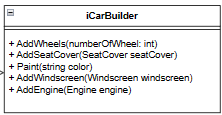 iCarBuilder
+ AddWheels(numberOfWheel: int)
+ AddSeatCover(SeatCover seatCover)
+ Paint(string color)
+ AddWindscreen(Windscreen windscreen)
+ AddEngine(Engine engine)